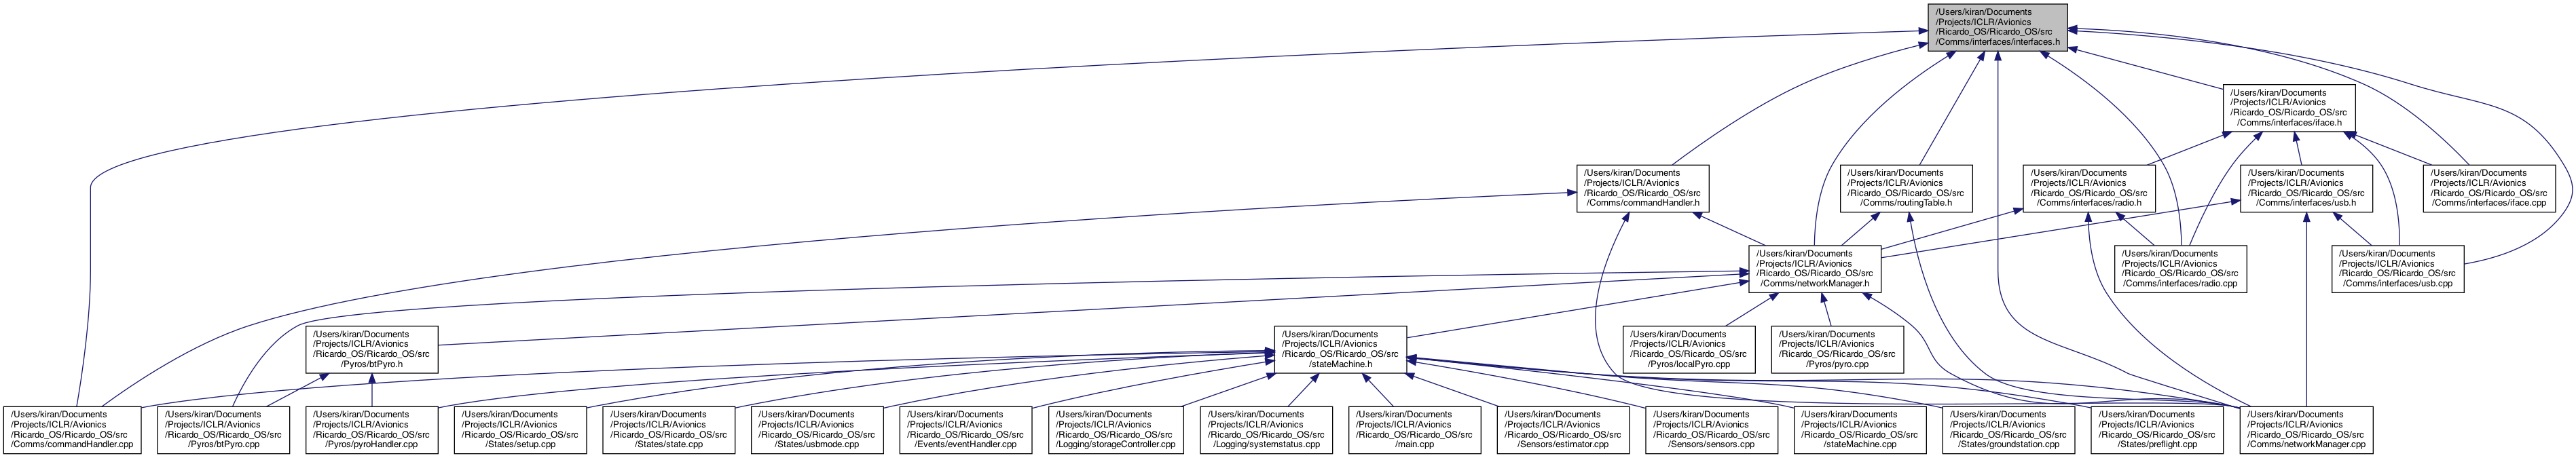 /Users/kiran/Documents
/Projects/ICLR/Avionics
/Ricardo_OS/Ricardo_OS/src
/Comms/interfaces/interfaces.h
/Users/kiran/Documents
/Projects/ICLR/Avionics
/Ricardo_OS/Ricardo_OS/src
/Comms/interfaces/iface.h
/Users/kiran/Documents
/Projects/ICLR/Avionics
/Ricardo_OS/Ricardo_OS/src
/Comms/commandHandler.h
/Users/kiran/Documents
/Projects/ICLR/Avionics
/Ricardo_OS/Ricardo_OS/src
/Comms/routingTable.h
/Users/kiran/Documents
/Projects/ICLR/Avionics
/Ricardo_OS/Ricardo_OS/src
/Comms/interfaces/radio.h
/Users/kiran/Documents
/Projects/ICLR/Avionics
/Ricardo_OS/Ricardo_OS/src
/Comms/interfaces/usb.h
/Users/kiran/Documents
/Projects/ICLR/Avionics
/Ricardo_OS/Ricardo_OS/src
/Comms/interfaces/iface.cpp
/Users/kiran/Documents
/Projects/ICLR/Avionics
/Ricardo_OS/Ricardo_OS/src
/Comms/networkManager.h
/Users/kiran/Documents
/Projects/ICLR/Avionics
/Ricardo_OS/Ricardo_OS/src
/Comms/interfaces/radio.cpp
/Users/kiran/Documents
/Projects/ICLR/Avionics
/Ricardo_OS/Ricardo_OS/src
/Comms/interfaces/usb.cpp
/Users/kiran/Documents
/Projects/ICLR/Avionics
/Ricardo_OS/Ricardo_OS/src
/Pyros/btPyro.h
/Users/kiran/Documents
/Projects/ICLR/Avionics
/Ricardo_OS/Ricardo_OS/src
/stateMachine.h
/Users/kiran/Documents
/Projects/ICLR/Avionics
/Ricardo_OS/Ricardo_OS/src
/Pyros/localPyro.cpp
/Users/kiran/Documents
/Projects/ICLR/Avionics
/Ricardo_OS/Ricardo_OS/src
/Pyros/pyro.cpp
/Users/kiran/Documents
/Projects/ICLR/Avionics
/Ricardo_OS/Ricardo_OS/src
/Comms/commandHandler.cpp
/Users/kiran/Documents
/Projects/ICLR/Avionics
/Ricardo_OS/Ricardo_OS/src
/Pyros/btPyro.cpp
/Users/kiran/Documents
/Projects/ICLR/Avionics
/Ricardo_OS/Ricardo_OS/src
/Pyros/pyroHandler.cpp
/Users/kiran/Documents
/Projects/ICLR/Avionics
/Ricardo_OS/Ricardo_OS/src
/States/setup.cpp
/Users/kiran/Documents
/Projects/ICLR/Avionics
/Ricardo_OS/Ricardo_OS/src
/States/state.cpp
/Users/kiran/Documents
/Projects/ICLR/Avionics
/Ricardo_OS/Ricardo_OS/src
/States/usbmode.cpp
/Users/kiran/Documents
/Projects/ICLR/Avionics
/Ricardo_OS/Ricardo_OS/src
/Events/eventHandler.cpp
/Users/kiran/Documents
/Projects/ICLR/Avionics
/Ricardo_OS/Ricardo_OS/src
/Logging/storageController.cpp
/Users/kiran/Documents
/Projects/ICLR/Avionics
/Ricardo_OS/Ricardo_OS/src
/Logging/systemstatus.cpp
/Users/kiran/Documents
/Projects/ICLR/Avionics
/Ricardo_OS/Ricardo_OS/src
/main.cpp
/Users/kiran/Documents
/Projects/ICLR/Avionics
/Ricardo_OS/Ricardo_OS/src
/Sensors/estimator.cpp
/Users/kiran/Documents
/Projects/ICLR/Avionics
/Ricardo_OS/Ricardo_OS/src
/Sensors/sensors.cpp
/Users/kiran/Documents
/Projects/ICLR/Avionics
/Ricardo_OS/Ricardo_OS/src
/stateMachine.cpp
/Users/kiran/Documents
/Projects/ICLR/Avionics
/Ricardo_OS/Ricardo_OS/src
/States/groundstation.cpp
/Users/kiran/Documents
/Projects/ICLR/Avionics
/Ricardo_OS/Ricardo_OS/src
/States/preflight.cpp
/Users/kiran/Documents
/Projects/ICLR/Avionics
/Ricardo_OS/Ricardo_OS/src
/Comms/networkManager.cpp